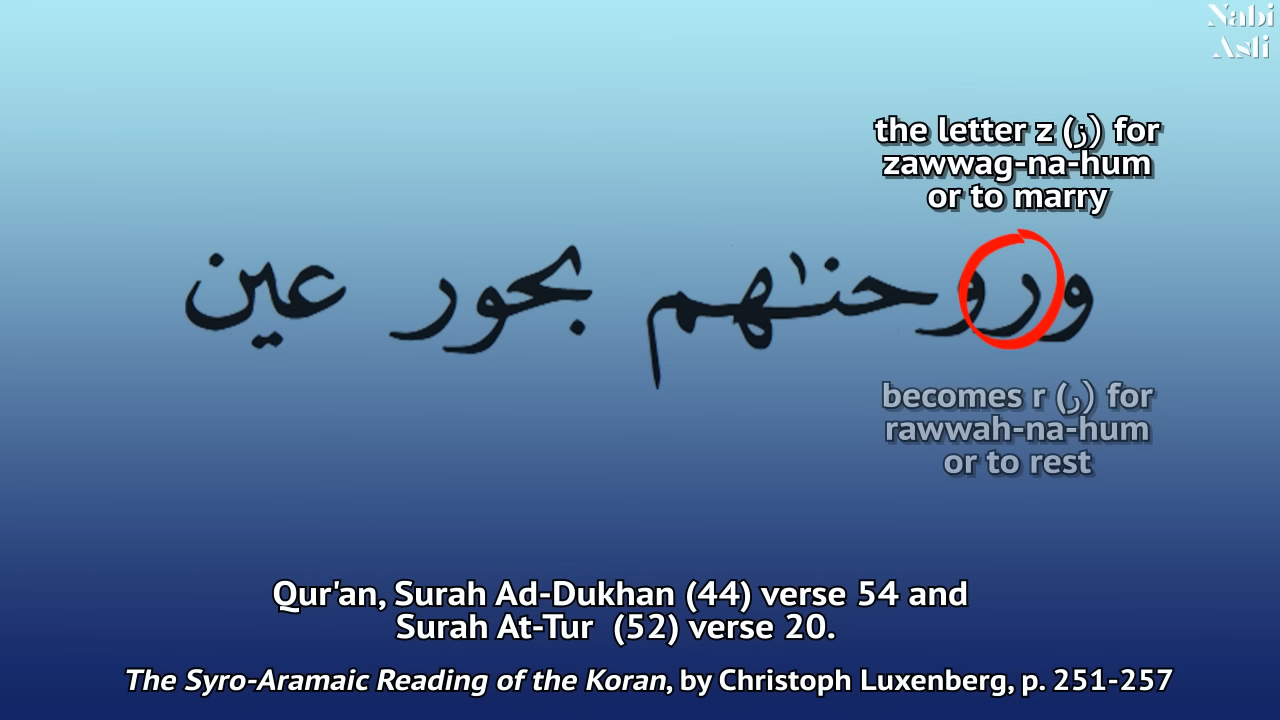 Nabi
Asli
the letter z (ز) for
zawwag-na-hum
or to marry
وروحنٰهم بحور عين
becomes r (ر) for
rawwah-na-hum
or to rest
Qur'an, Surah Ad-Dukhan (44) verse 54 and
Surah At-Tur (52) verse 20.
The Syro-Aramaic Reading of the Koran, by Christoph Luxenberg, p. 251-257